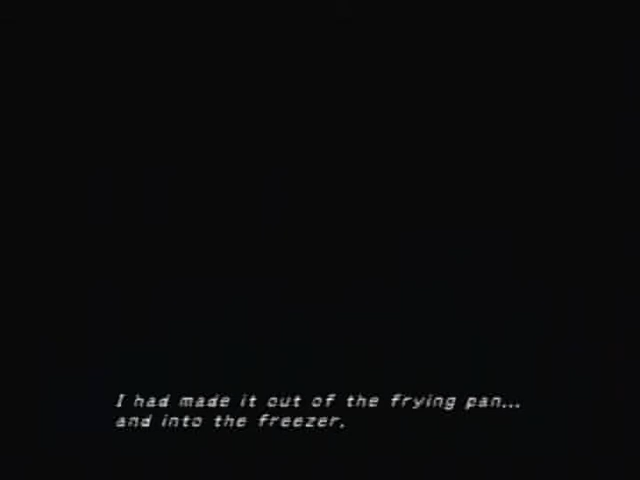 I had made it out of the frying pan...
and into the freezer.